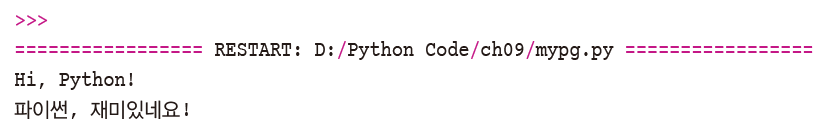 >>>
================= RESTART: D:/Python Code/ch09/mypg.py =================
Hi, Python!
파이썬, 재미있네요!